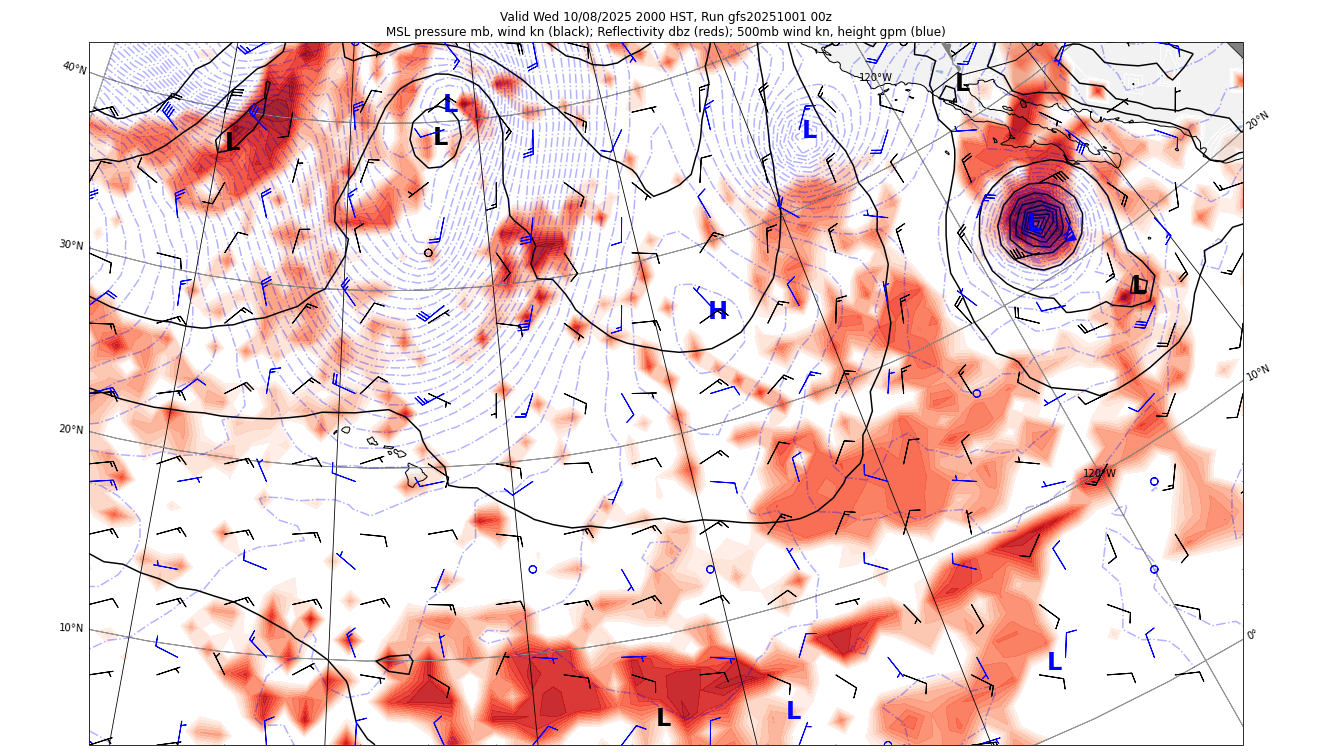 Valid Wed 10/08/2025 2000 HST, Run gfs20251001 00z
MSL pressure mb, wind kn (black); Reflectivity dbz (reds); 500mb wind kn, height gpm (blue)
40°N
120°W
L
20°N
L
L
L
L
L
30°N
L
H
10°N
20°N
120°W
10°N
0°
L
L
L